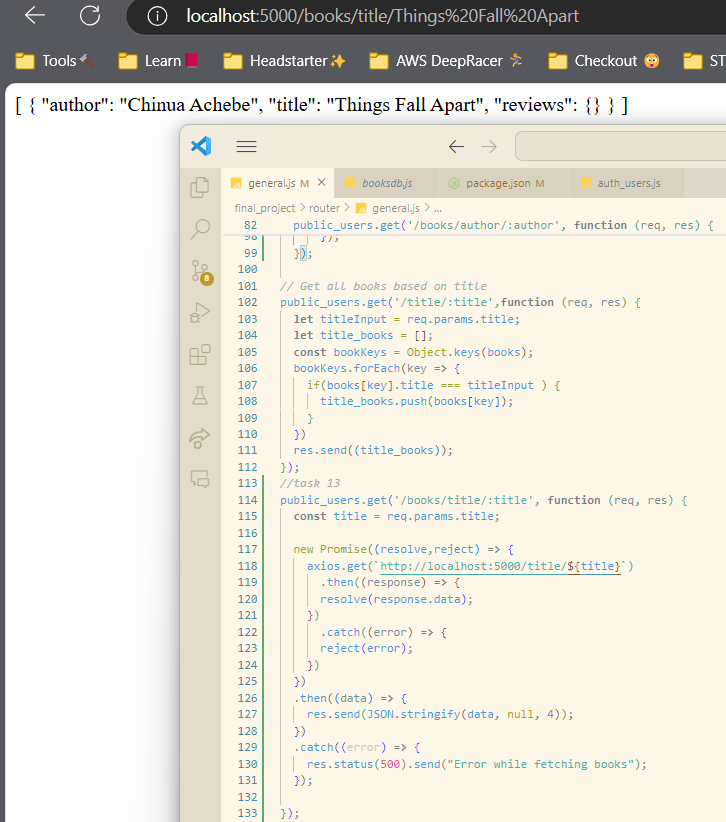 localhost:5000/books/title/Things%20Fall%20Apart
Tools Learn Headstarter AWS DeepRacer Checkout ST
[ { "author": "Chinua Achebe", "title": "Things Fall Apart", "reviews": {} } ]
general.js M booksdb.js package.json M auth_users.js
final_project > router > general.js > ...
82 public_users.get('/books/author/:author', function (req, res) {
98 });
99 });
100
101 // Get all books based on title
102 public_users.get('/title/:title',function (req, res) {
103 let titleInput = req.params.title;
104 let title_books = [];
105 const bookKeys = Object.keys(books);
106 bookKeys.forEach(key => {
107 if(books[key].title === titleInput ) {
108 title_books.push(books[key]);
109 }
110 })
111 res.send((title_books));
112 });
113 //task 13
114 public_users.get('/books/title/:title', function (req, res) {
115 const title = req.params.title;
116
117 new Promise((resolve,reject) => {
118 axios.get(`http://localhost:5000/title/${title}`)
119 .then((response) => {
120 resolve(response.data);
121 })
122 .catch((error) => {
123 reject(error);
124 })
125 })
126 .then((data) => {
127 res.send(JSON.stringify(data, null, 4));
128 })
129 .catch((error) => {
130 res.status(500).send("Error while fetching books");
131 });
132
133 });
8